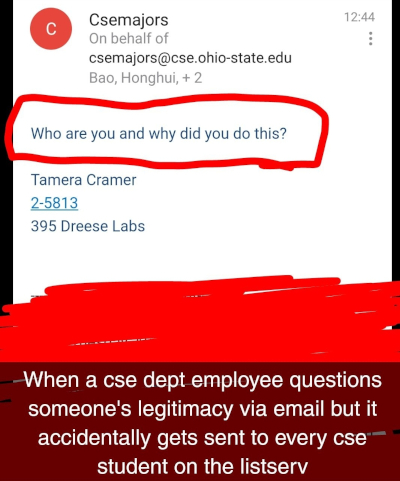 C
Csemajors
12:44
On behalf of
csemajors@cse.ohio-state.edu
Bao, Honghui, + 2
Who are you and why did you do this?
Tamera Cramer
2-5813
395 Dreese Labs
When a cse dept employee questions
someone's legitimacy via email but it
accidentally gets sent to every cse
student on the listserv